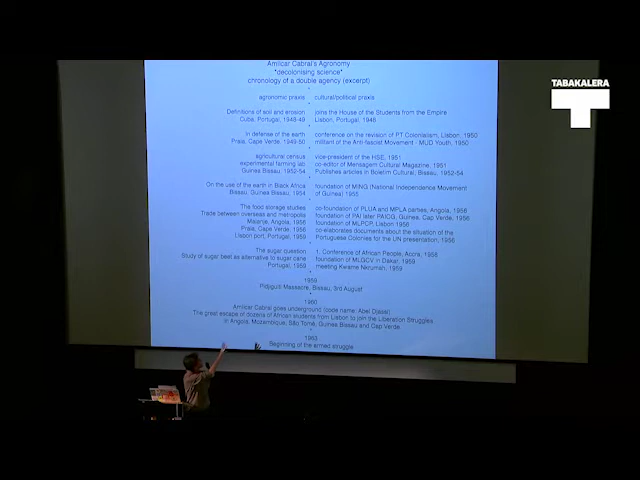 Amilcar Cabral's Agronomy
"decolonising science"
chronology of a double agency (excerpt)
agronomic praxis
cultural/political praxis
Definitions of soil and erosion
Cuba, Portugal, 1948-49
joins the House of the Students from the Empire
Lisbon, Portugal, 1948
In defense of the earth
Praia, Cape Verde, 1949-50
conference on the revision of PT Colonialism, Lisbon, 1950
militant of the Anti-fascist Movement - MUD Youth, 1950
agricultural census
experimental farming lab
Guinea Bissau, 1952-54
vice-president of the HSE, 1951
co-editor of Mensagem Cultural Magazine, 1951
Publishes articles in Boletim Cultural, Bissau, 1952-54
On the use of the earth in Black Africa
Bissau, Guinea Bissau, 1954
foundation of MING (National Independence Movement
of Guinea) 1955
The food storage studies
Trade between overseas and metropolis
Malanje, Angola, 1956
Praia, Cape Verde, 1956
Lisbon port, Portugal, 1959
co-foundation of PLUA and MPLA parties, Angola, 1956
foundation of PAI later PAIGC, Guinea, Cap Verde, 1956
foundation of MLPCP, Lisbon 1956
co-elaborates documents about the situation of the
Portuguese Colonies for the UN presentation, 1956
The sugar question
Study of sugar beet as alternative to sugar cane
Portugal, 1959
1. Conference of African People, Accra, 1958
foundation of MLGCV in Dakar, 1959
meeting Kwame Nkrumah, 1959
1959
Pidjiguiti Massacre, Bissau, 3rd August
1960
Amilcar Cabral goes underground (code name: Abel Djassi)
The great escape of dozens of African students from Lisbon to join the Liberation Struggles
in Angola, Mozambique, São Tomé, Guinea Bissau and Cap Verde
1963
Beginning of the armed struggle
TABAKALERA
T